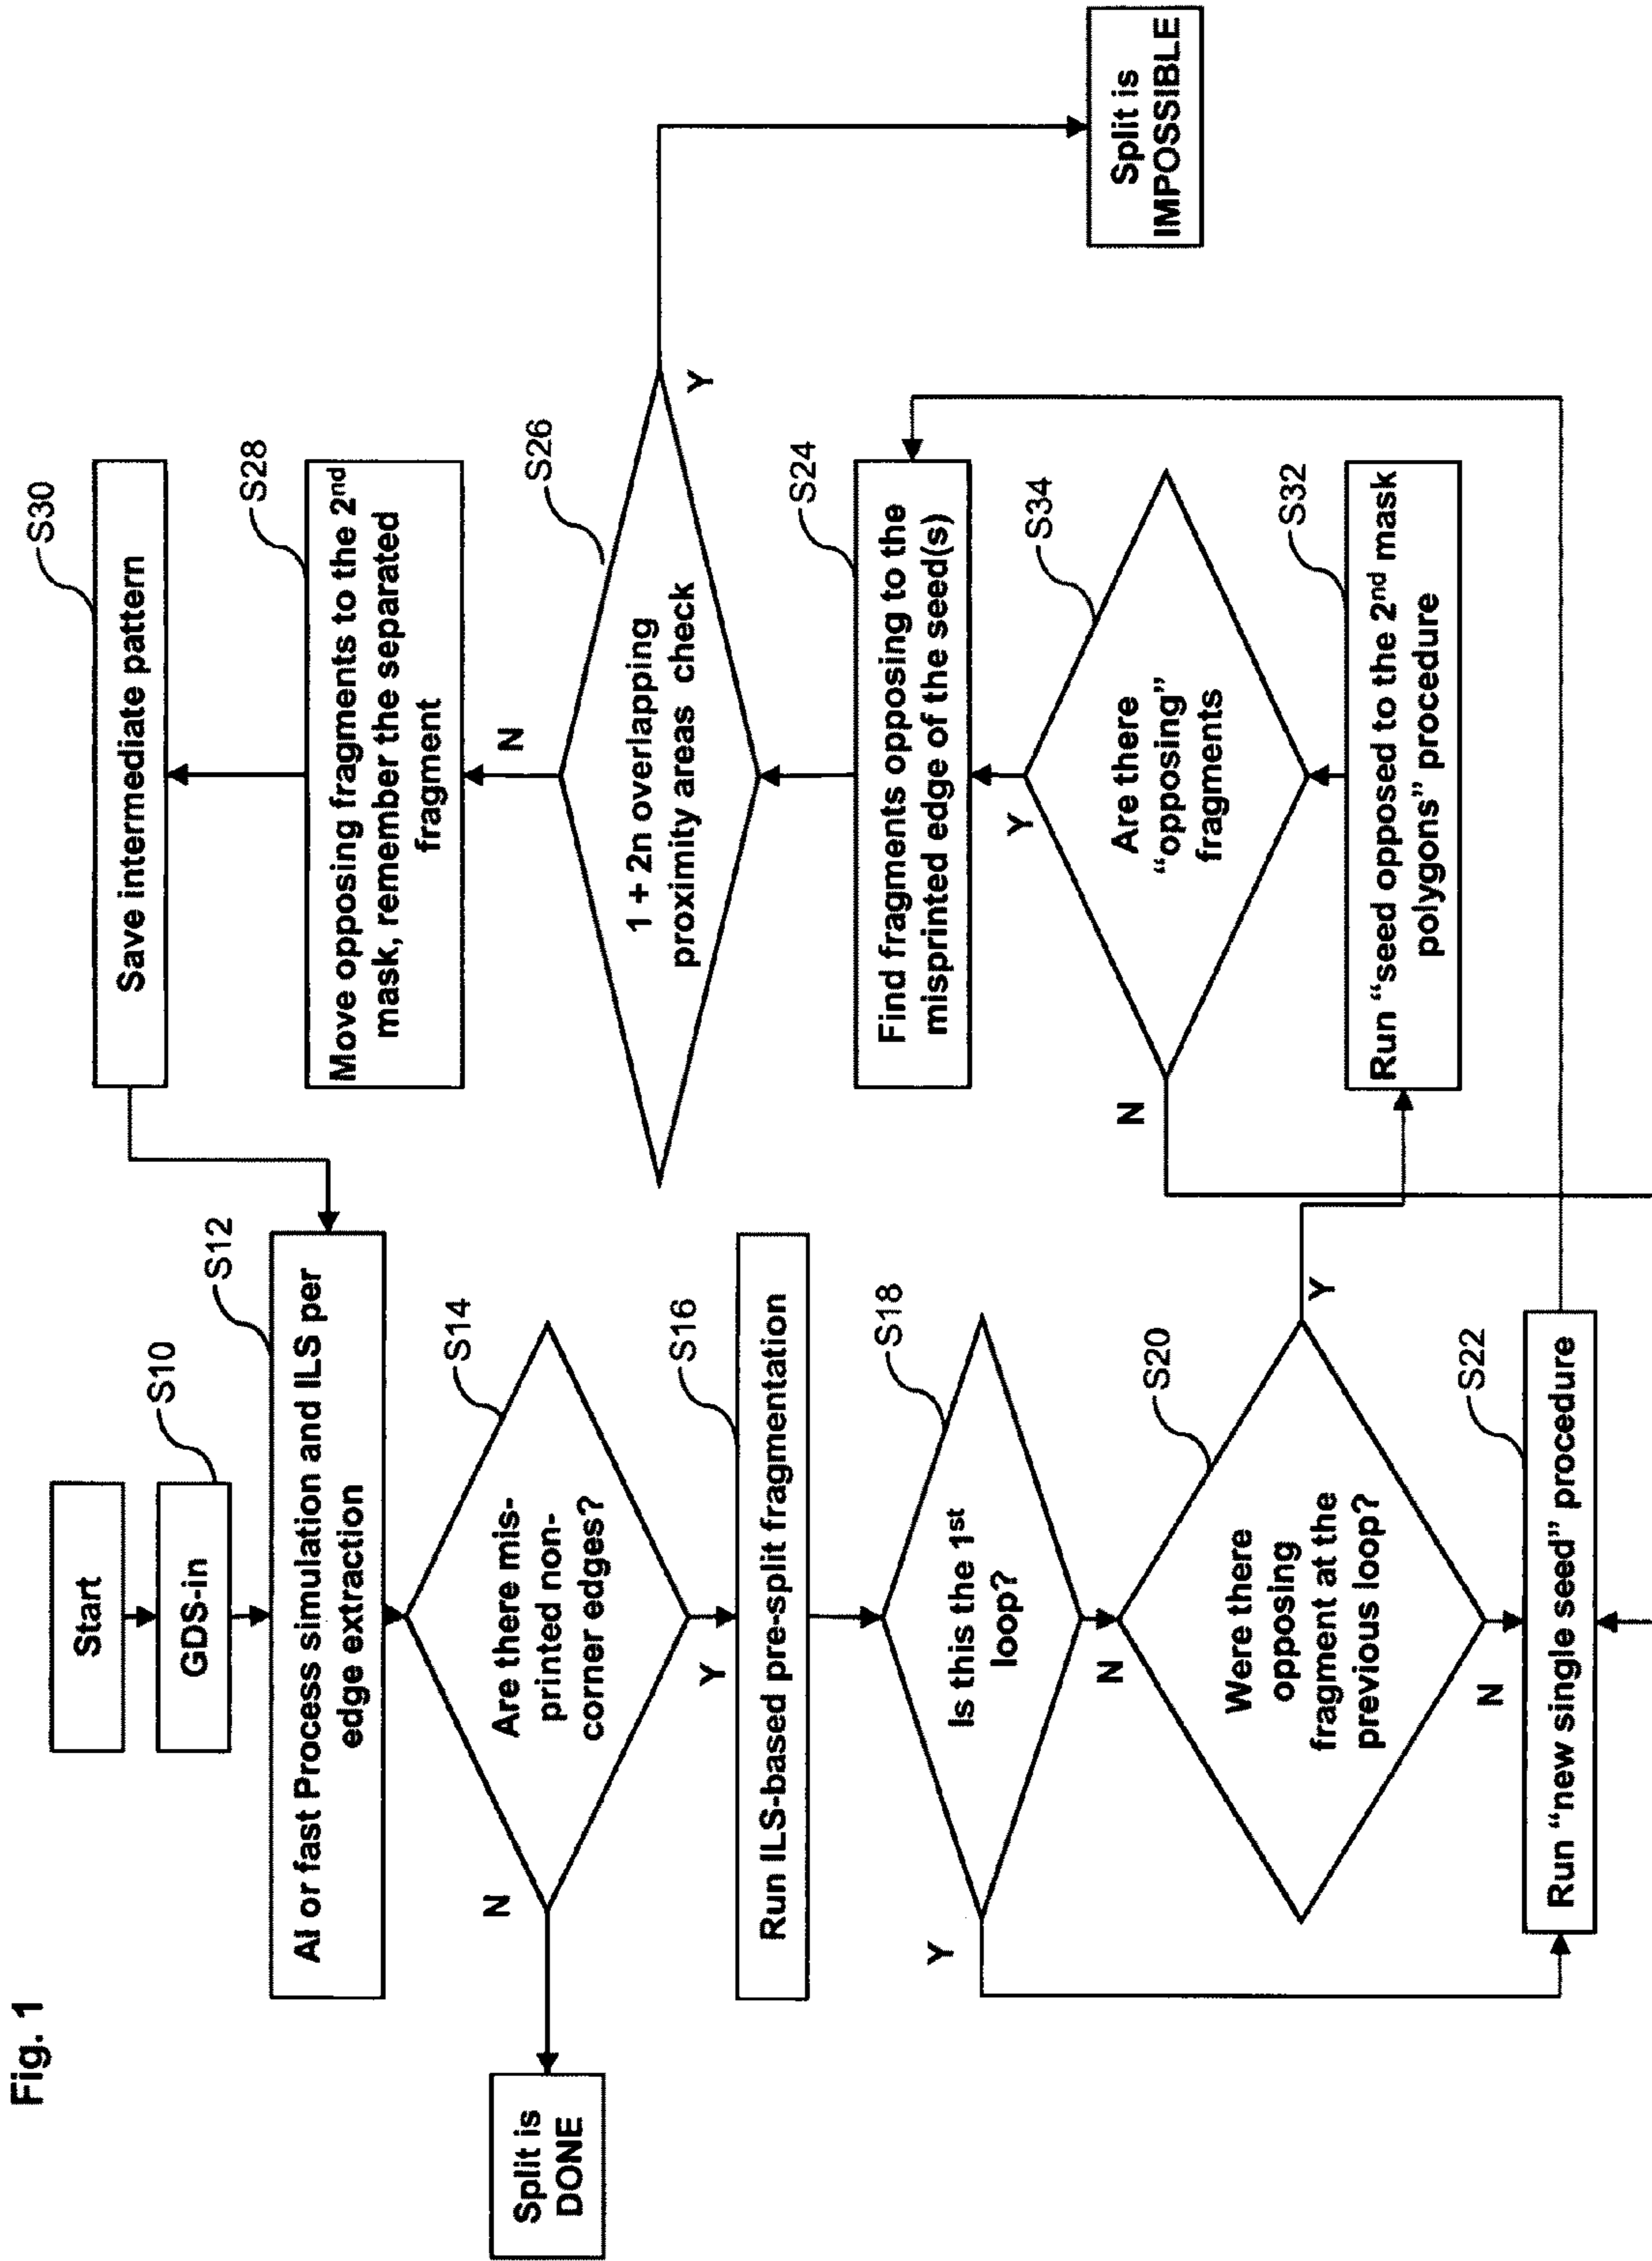 Fig. 1
Start
GDS-in
S10
AI or fast Process simulation and ILS per
edge extraction
S12
Are there mis-
printed non-
corner edges?
S14
N
Y
Split is
DONE
Run ILS-based pre-split fragmentation
S16
Is this the 1st
loop?
S18
Y
N
Were there
opposing
fragment at the
previous loop?
S20
Y
N
Run “new single seed” procedure
S22
Save intermediate pattern
S30
Move opposing fragments to the 2nd
mask, remember the separated
fragment
S28
N
1 + 2n overlapping
proximity areas check
S26
Y
Split is
IMPOSSIBLE
Find fragments opposing to the
misprinted edge of the seed(s)
S24
Y
Are there
“opposing”
fragments
S34
N
Run “seed opposed to the 2nd mask
polygons” procedure
S32